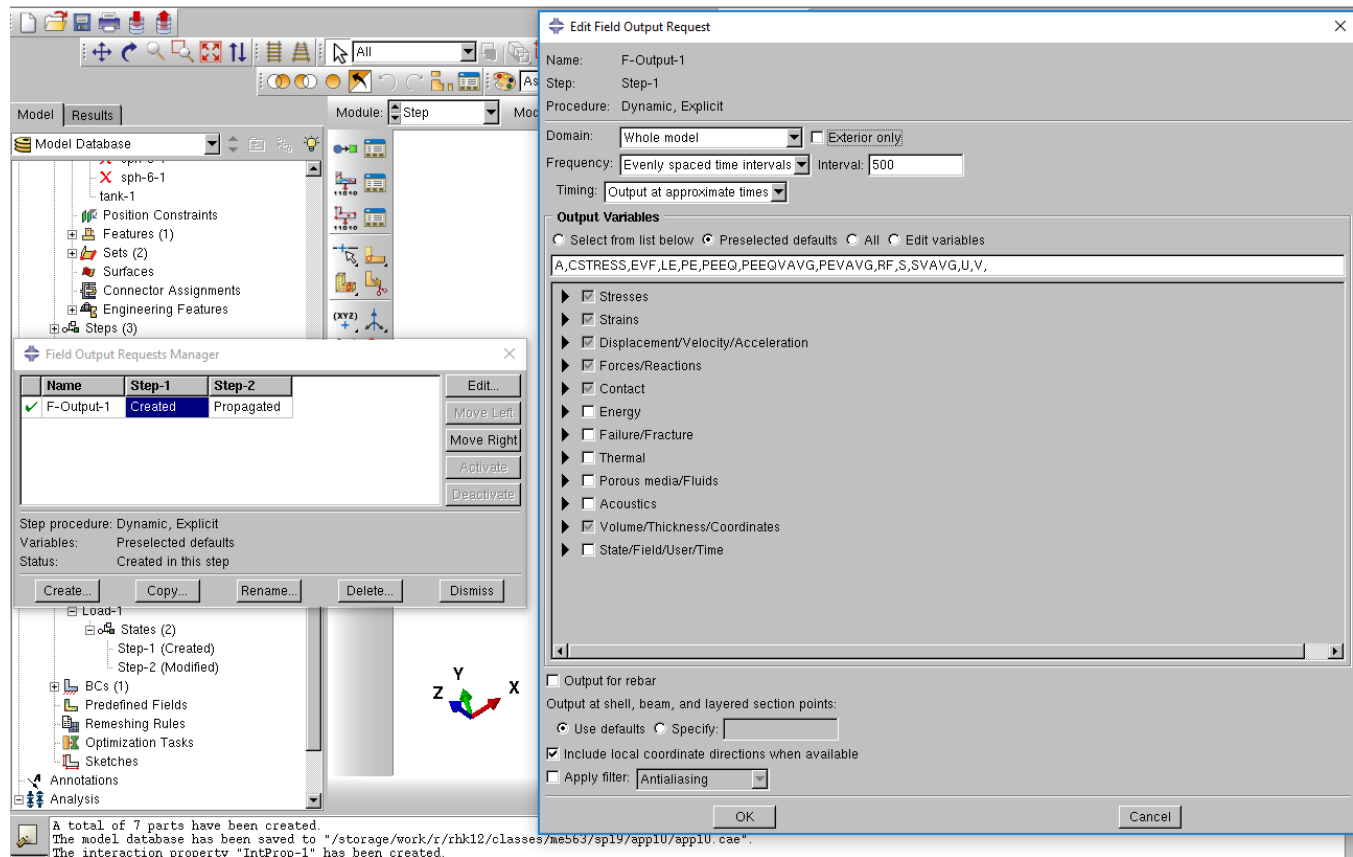 All
As
Model Results
Module: Step Mod
Model Database
sph-6-1
tank-1
Position Constraints
Features (1)
Sets (2)
Surfaces
Connector Assignments
Engineering Features
Steps (3)
(XYZ)
Field Output Requests Manager
Name Step-1 Step-2
F-Output-1 Created Propagated
Edit...
Move Left
Move Right
Activate
Deactivate
Step procedure: Dynamic, Explicit
Variables: Preselected defaults
Status: Created in this step
Create... Copy... Rename... Delete... Dismiss
Load-1
States (2)
Step-1 (Created)
Step-2 (Modified)
BCs (1)
Predefined Fields
Remeshing Rules
Optimization Tasks
Sketches
Annotations
Analysis
Y
Z X
A total of 7 parts have been created.
The model database has been saved to "/storage/work/r/rhk12/classes/me563/sp19/app10/app10.cae".
The interaction property "IntProp-1" has been created.
Edit Field Output Request
Name: F-Output-1
Step: Step-1
Procedure: Dynamic, Explicit
Domain: Whole model Exterior only
Frequency: Evenly spaced time intervals Interval: 500
Timing: Output at approximate times
Output Variables
Select from list below Preselected defaults All Edit variables
A,CSTRESS,EVF,LE,PE,PEEQ,PEEQVAVG,PEVAVG,RF,S,SVAVG,U,V,
Stresses
Strains
Displacement/Velocity/Acceleration
Forces/Reactions
Contact
Energy
Failure/Fracture
Thermal
Porous media/Fluids
Acoustics
Volume/Thickness/Coordinates
State/Field/User/Time
Output for rebar
Output at shell, beam, and layered section points:
Use defaults Specify:
Include local coordinate directions when available
Apply filter: Antialiasing
OK Cancel